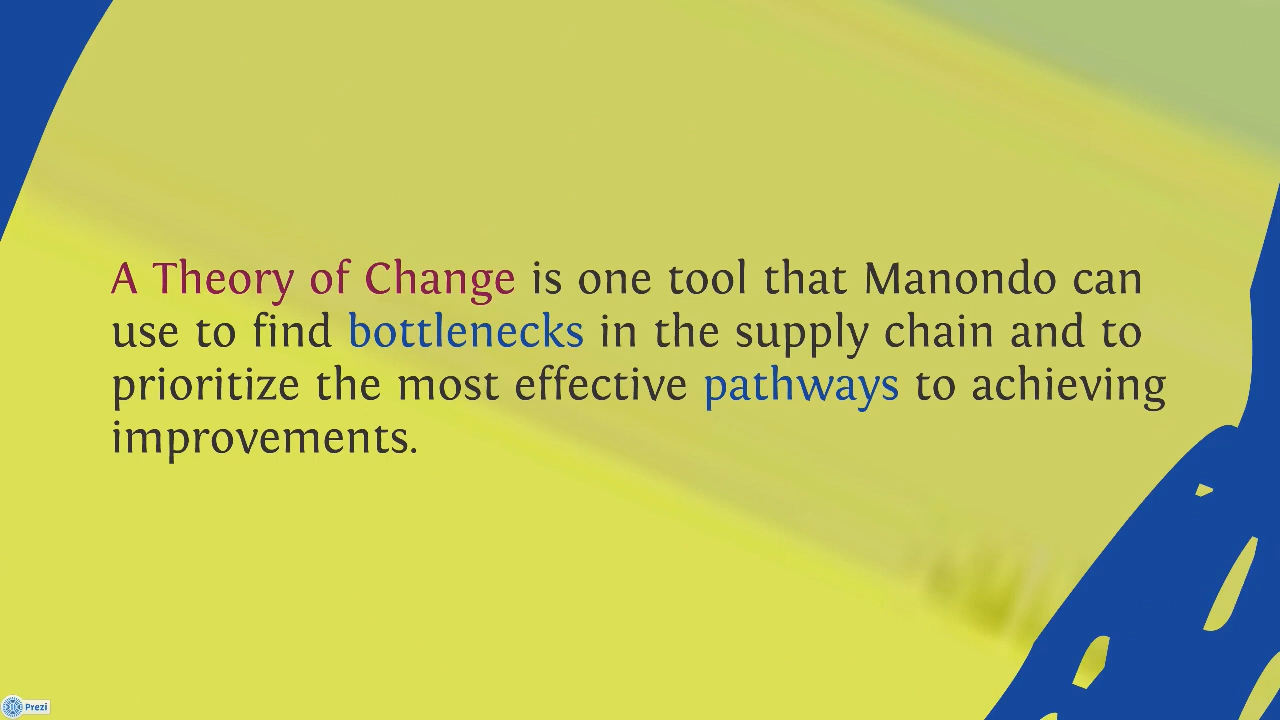 A Theory of Change is one tool that Manondo can
use to find bottlenecks in the supply chain and to
prioritize the most effective pathways to achieving
improvements.
Prezi